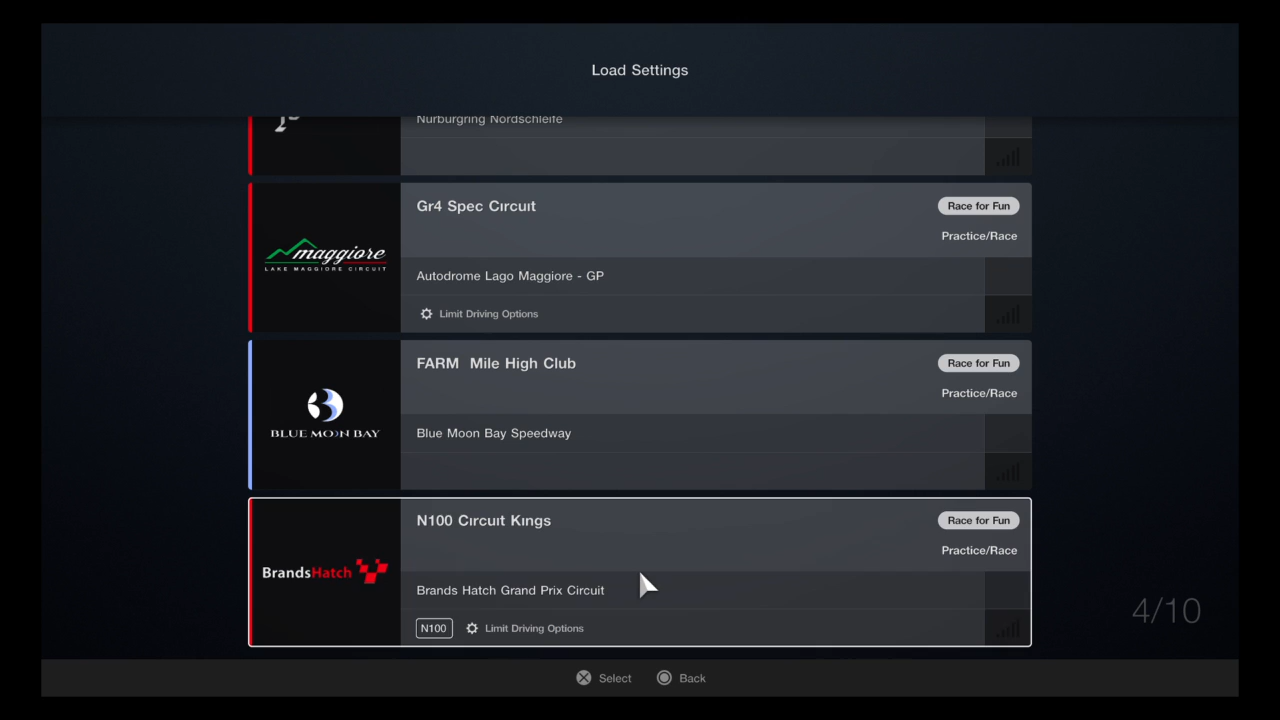 Load Settings
Nurburgring Nordschleife
Gr4 Spec Circuit
Race for Fun
Practice/Race
maggiore
LAKE MAGGIORE CIRCUIT
Autodrome Lago Maggiore - GP
Limit Driving Options
FARM Mile High Club
Race for Fun
Practice/Race
BLUE MOON BAY
Blue Moon Bay Speedway
N100 Circuit Kings
Race for Fun
Practice/Race
BrandsHatch
Brands Hatch Grand Prix Circuit
N100 Limit Driving Options
4/10
Select Back